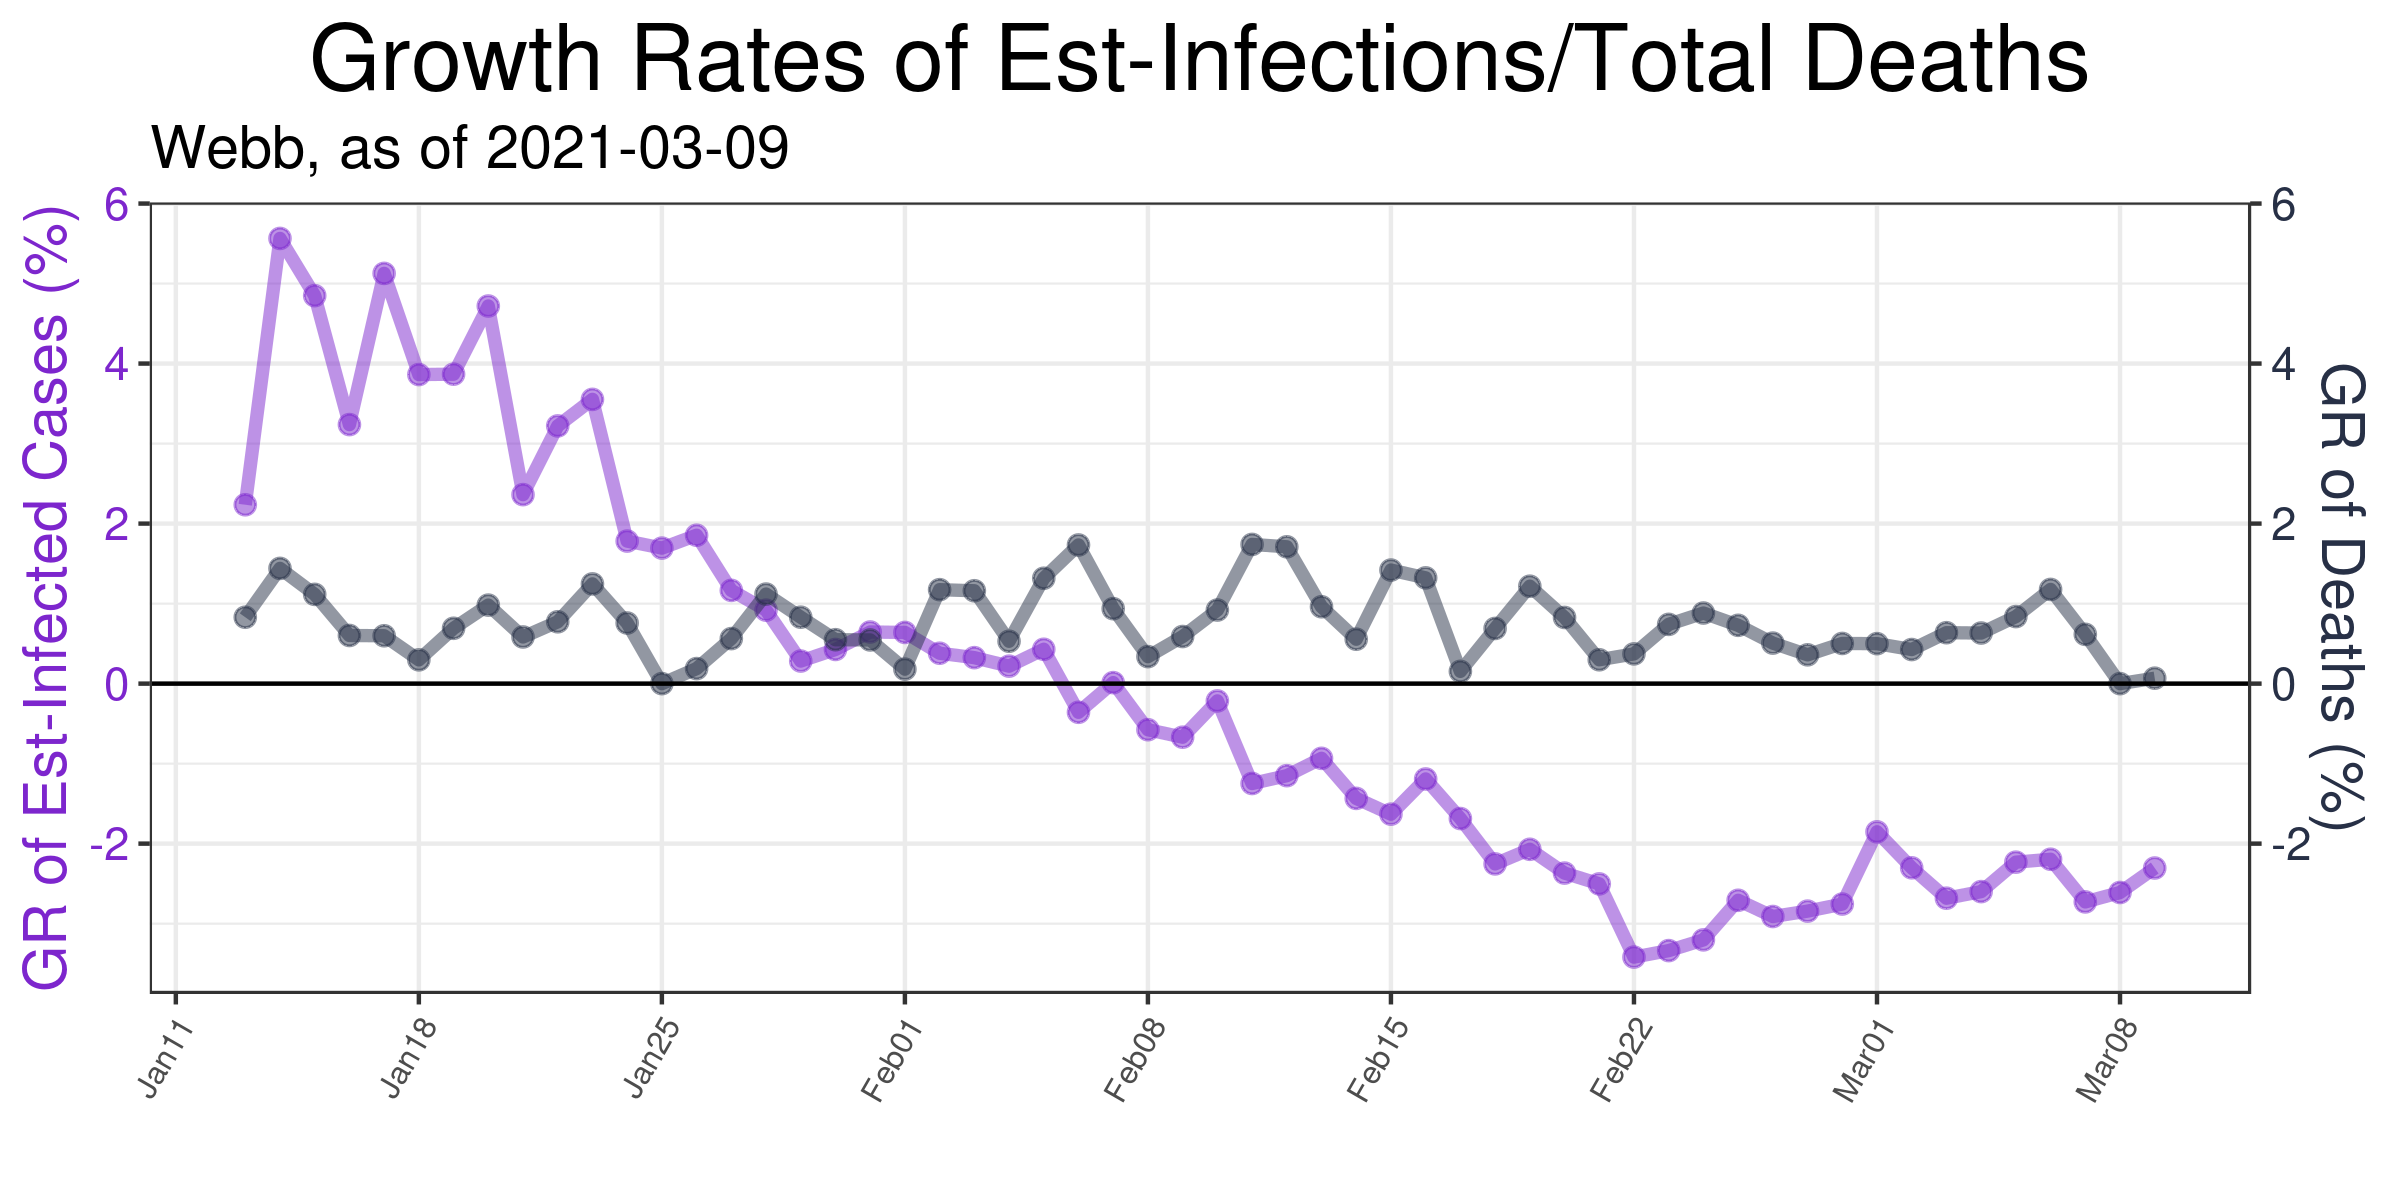 Growth Rates of Est-Infections/Total Deaths
Webb, as of 2021-03-09
GR of Est-Infected Cases (%)
6
4
2
0
-2
6
4
2
0
-2
GR of Deaths (%)
Jan11
Jan18
Jan25
Feb01
Feb08
Feb15
Feb22
Mar01
Mar08